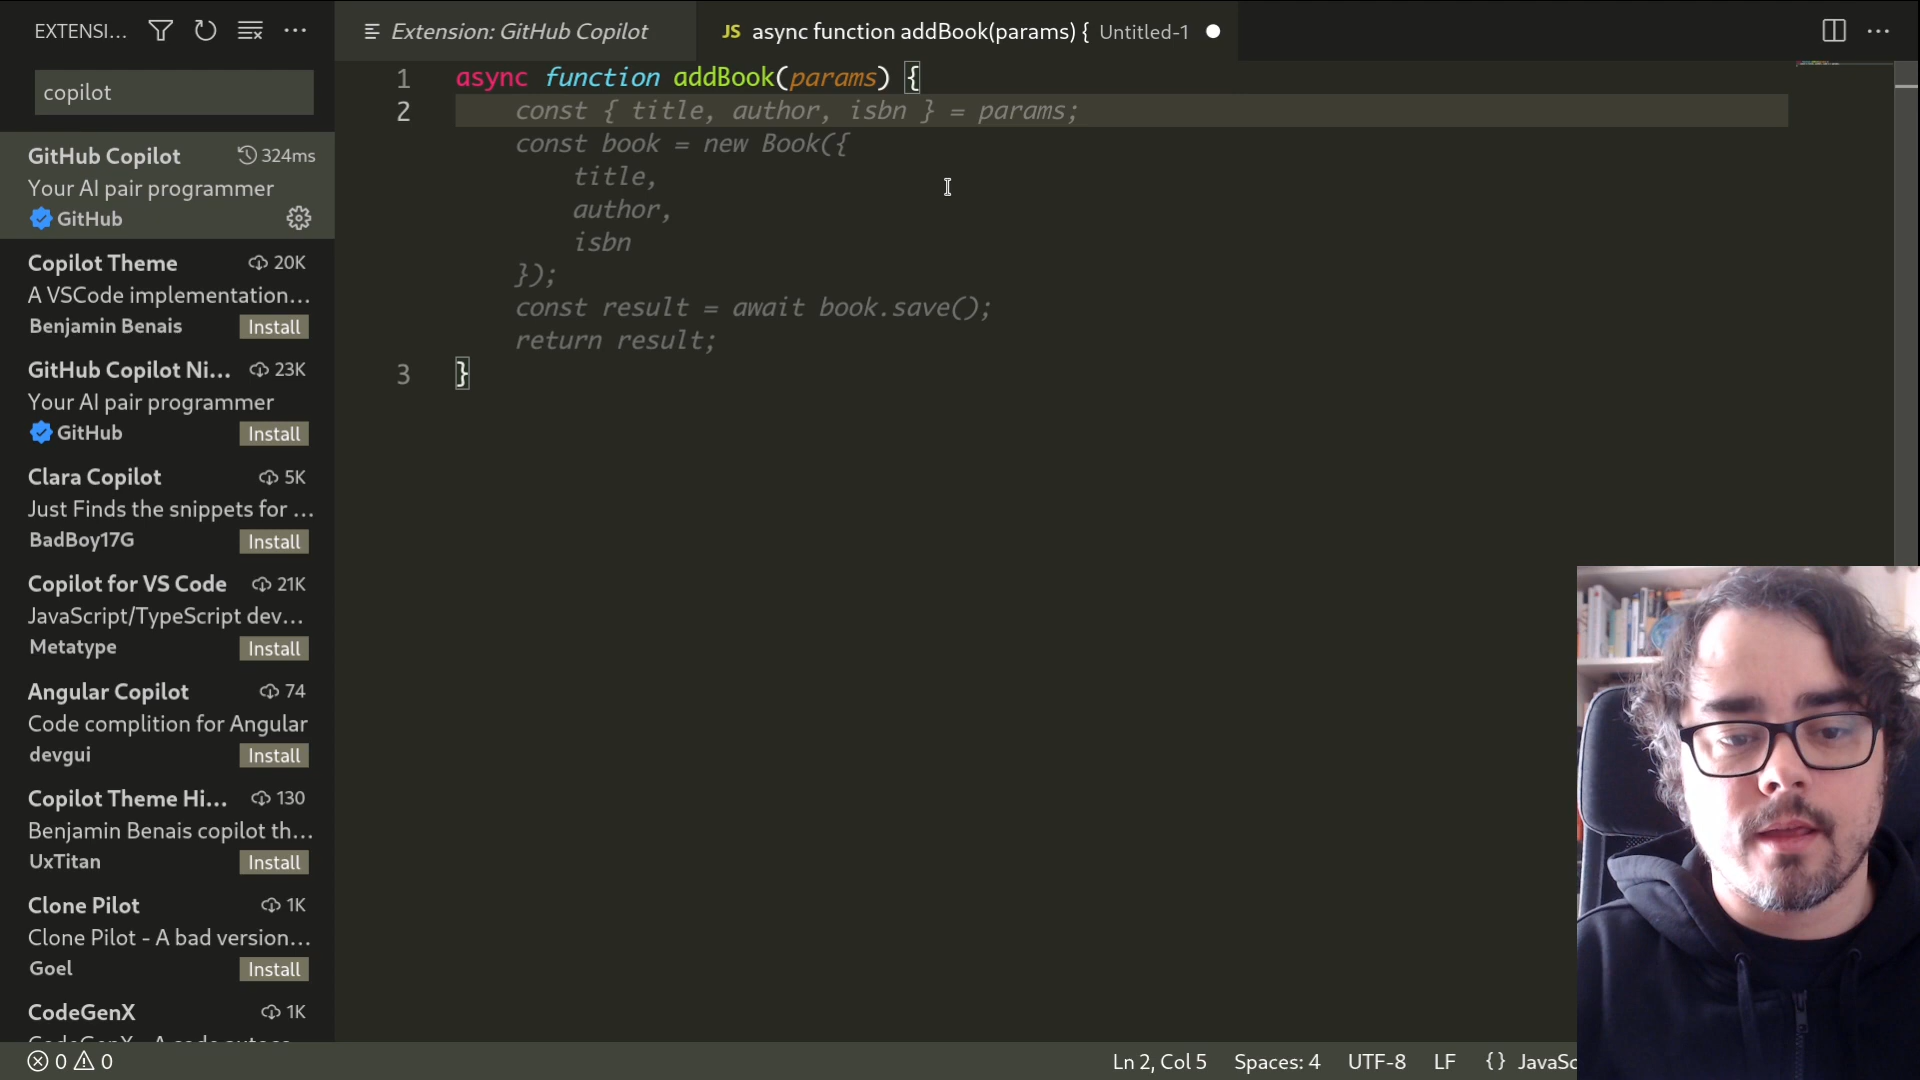 EXTENSI...
copilot
GitHub Copilot 324ms
Your AI pair programmer
GitHub
Copilot Theme 20K
A VSCode implementation...
Benjamin Benais Install
GitHub Copilot Ni... 23K
Your AI pair programmer
GitHub Install
Clara Copilot 5K
Just Finds the snippets for ...
BadBoy17G Install
Copilot for VS Code 21K
JavaScript/TypeScript dev...
Metatype Install
Angular Copilot 74
Code complition for Angular
devgui Install
Copilot Theme Hi... 130
Benjamin Benais copilot th...
UxTitan Install
Clone Pilot 1K
Clone Pilot - A bad version...
Goel Install
CodeGenX 1K
Extension: GitHub Copilot
JS async function addBook(params) { Untitled-1
1 async function addBook(params) {
2 const { title, author, isbn } = params;
const book = new Book({
title,
author,
isbn
});
const result = await book.save();
return result;
3 }
0 0
Ln 2, Col 5 Spaces: 4 UTF-8 LF {} JavaSc